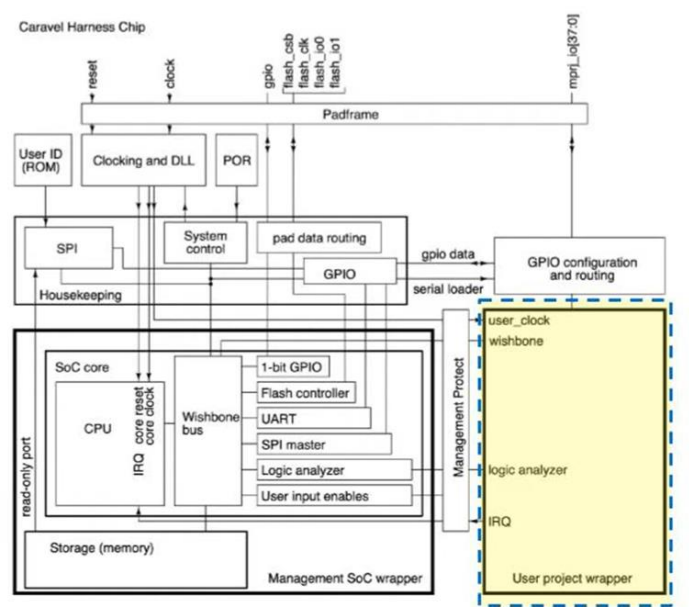 Caravel Harness Chip
reset
clock
gpio
flash_csb
flash_clk
flash_io0
flash_io1
mprj_io[37:0]
Padframe
User ID
(ROM)
Clocking and DLL
POR
SPI
System
control
pad data routing
GPIO
Housekeeping
gpio data
serial loader
GPIO configuration
and routing
user_clock
wishbone
SoC core
CPU
IRQ
core reset
core clock
Wishbone
bus
1-bit GPIO
Flash controller
UART
SPI master
Logic analyzer
User input enables
Management Protect
logic analyzer
IRQ
read-only port
Storage (memory)
Management SoC wrapper
User project wrapper